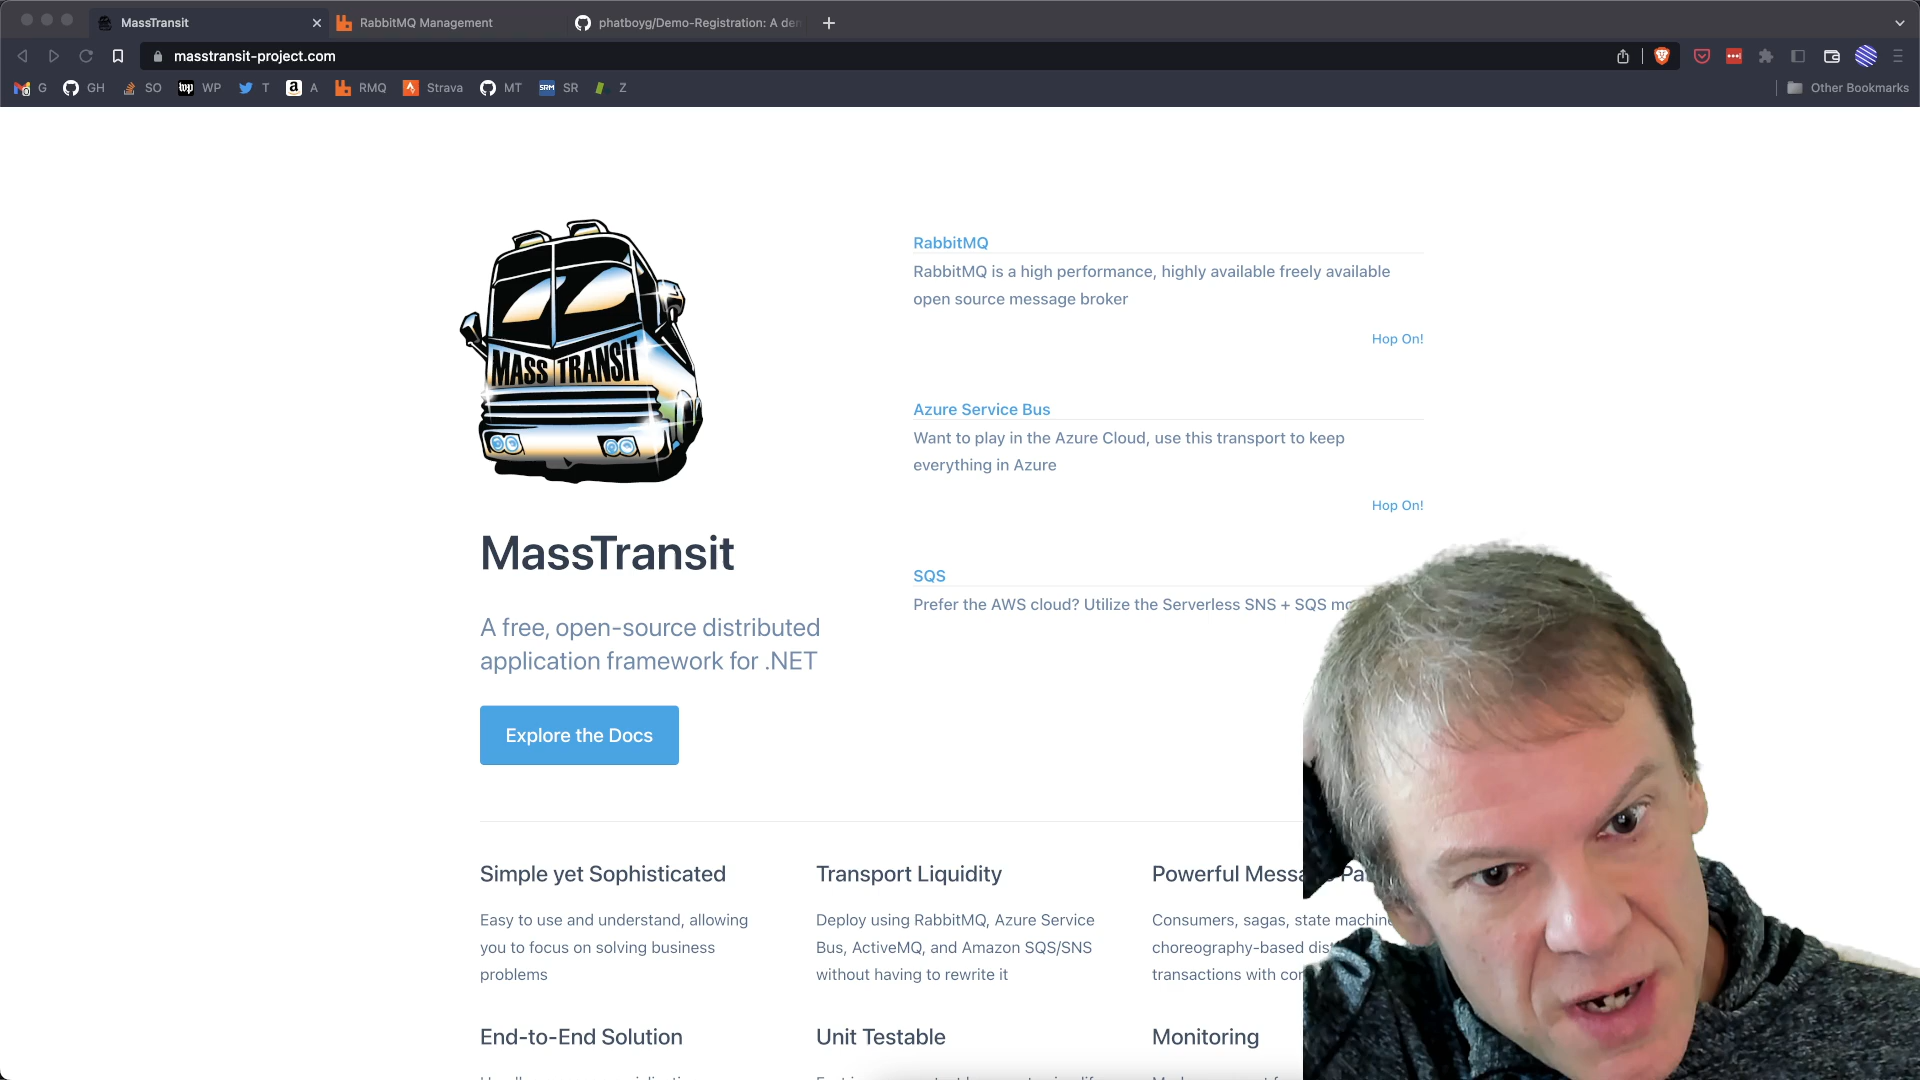 MassTransit
RabbitMQ Management
phatboyg/Demo-Registration: A
masstransit-project.com
G
GH
SO
WP
T
A
RMQ
Strava
MT
SRM
SR
Z
Other Bookmarks
MASS TRANSIT
RabbitMQ
RabbitMQ is a high performance, highly available freely available
open source message broker
Hop On!
Azure Service Bus
Want to play in the Azure Cloud, use this transport to keep
everything in Azure
Hop On!
SQS
Prefer the AWS cloud? Utilize the Serverless SNS + SQS
MassTransit
A free, open-source distributed
application framework for .NET
Explore the Docs
Simple yet Sophisticated
Easy to use and understand, allowing
you to focus on solving business
problems
Transport Liquidity
Deploy using RabbitMQ, Azure Service
Bus, ActiveMQ, and Amazon SQS/SNS
without having to rewrite it
Powerful
Consumers, sagas, state
choreography-based
transactions with
End-to-End Solution
Unit Testable
Monitoring